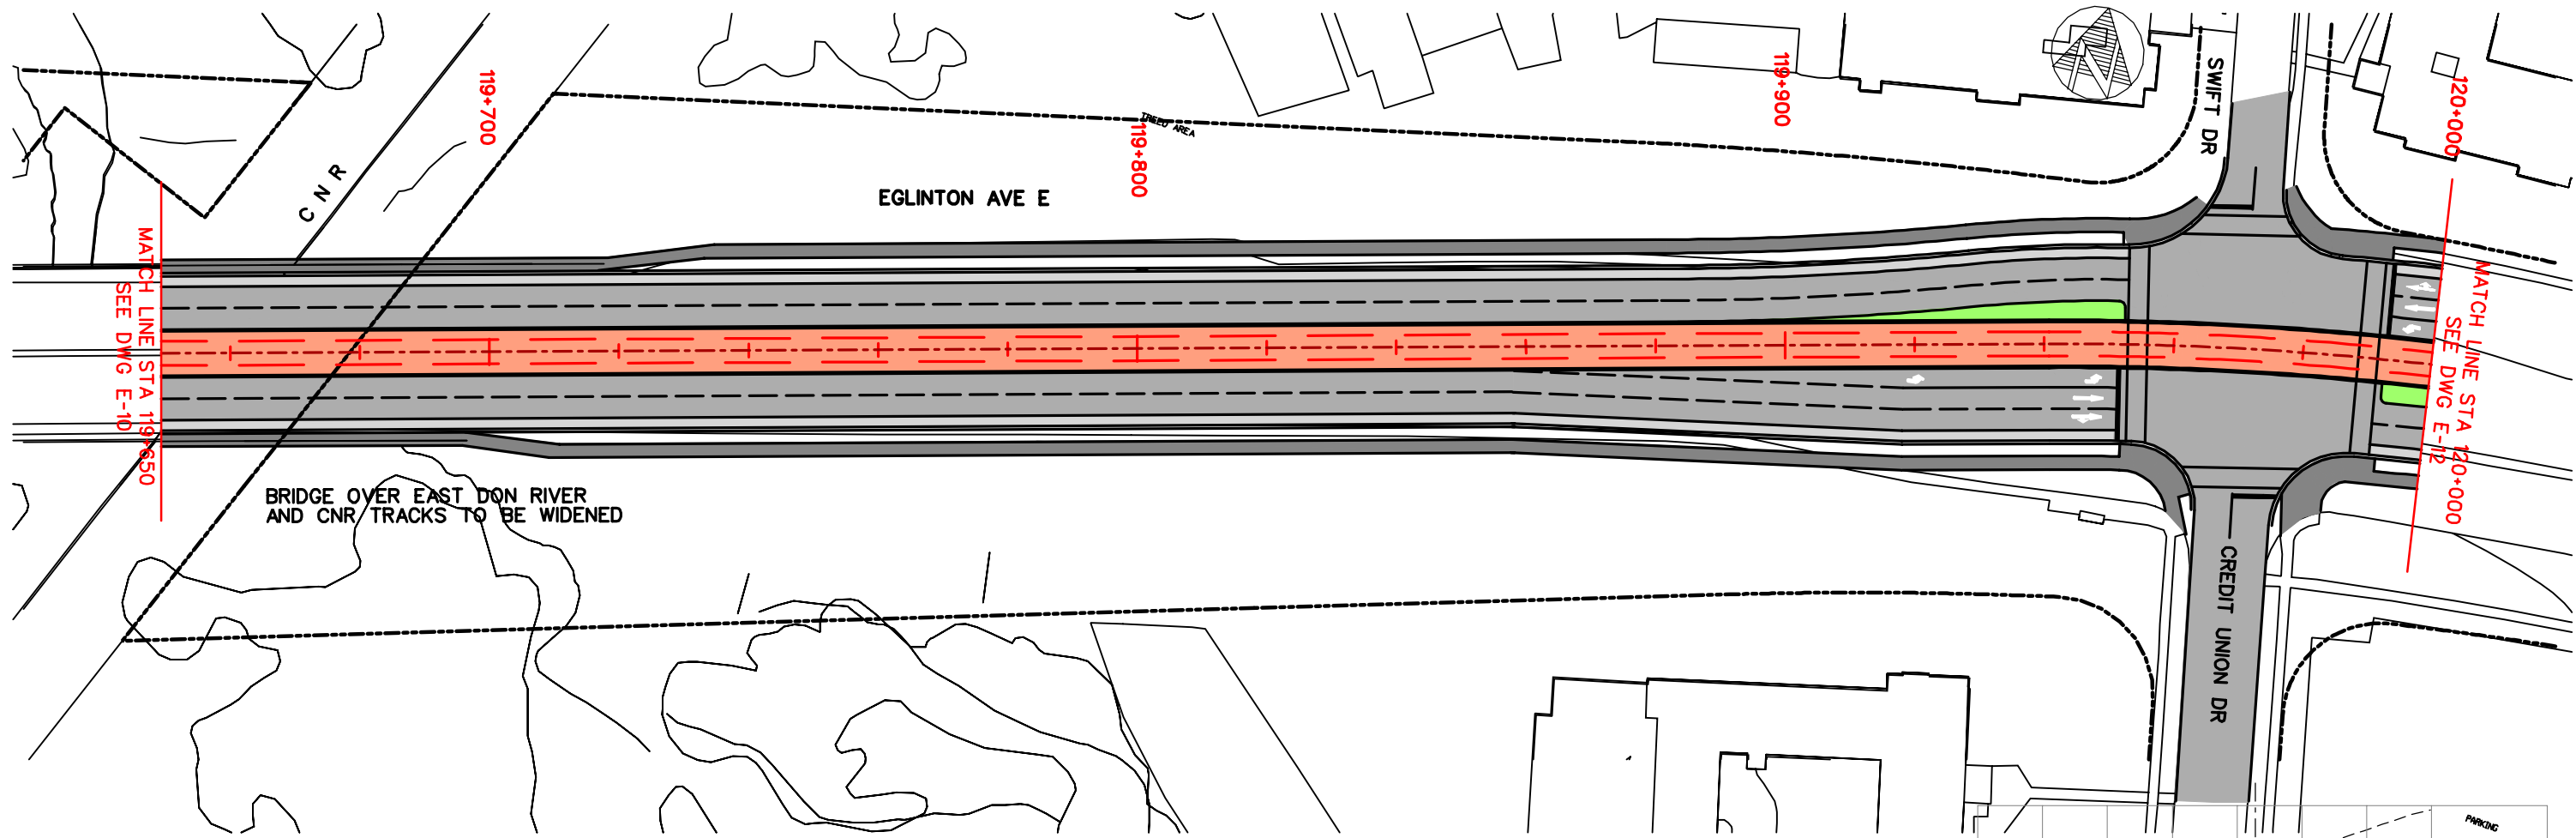 119+700
119+800
119+900
120+000
SWIFT DR
TREED AREA
C N R
EGLINTON AVE E
MATCH LINE STA 119+650
SEE DWG E-10
MATCH LINE STA 120+000
SEE DWG E-12
BRIDGE OVER EAST DON RIVER
AND CNR TRACKS TO BE WIDENED
CREDIT UNION DR
PARKING